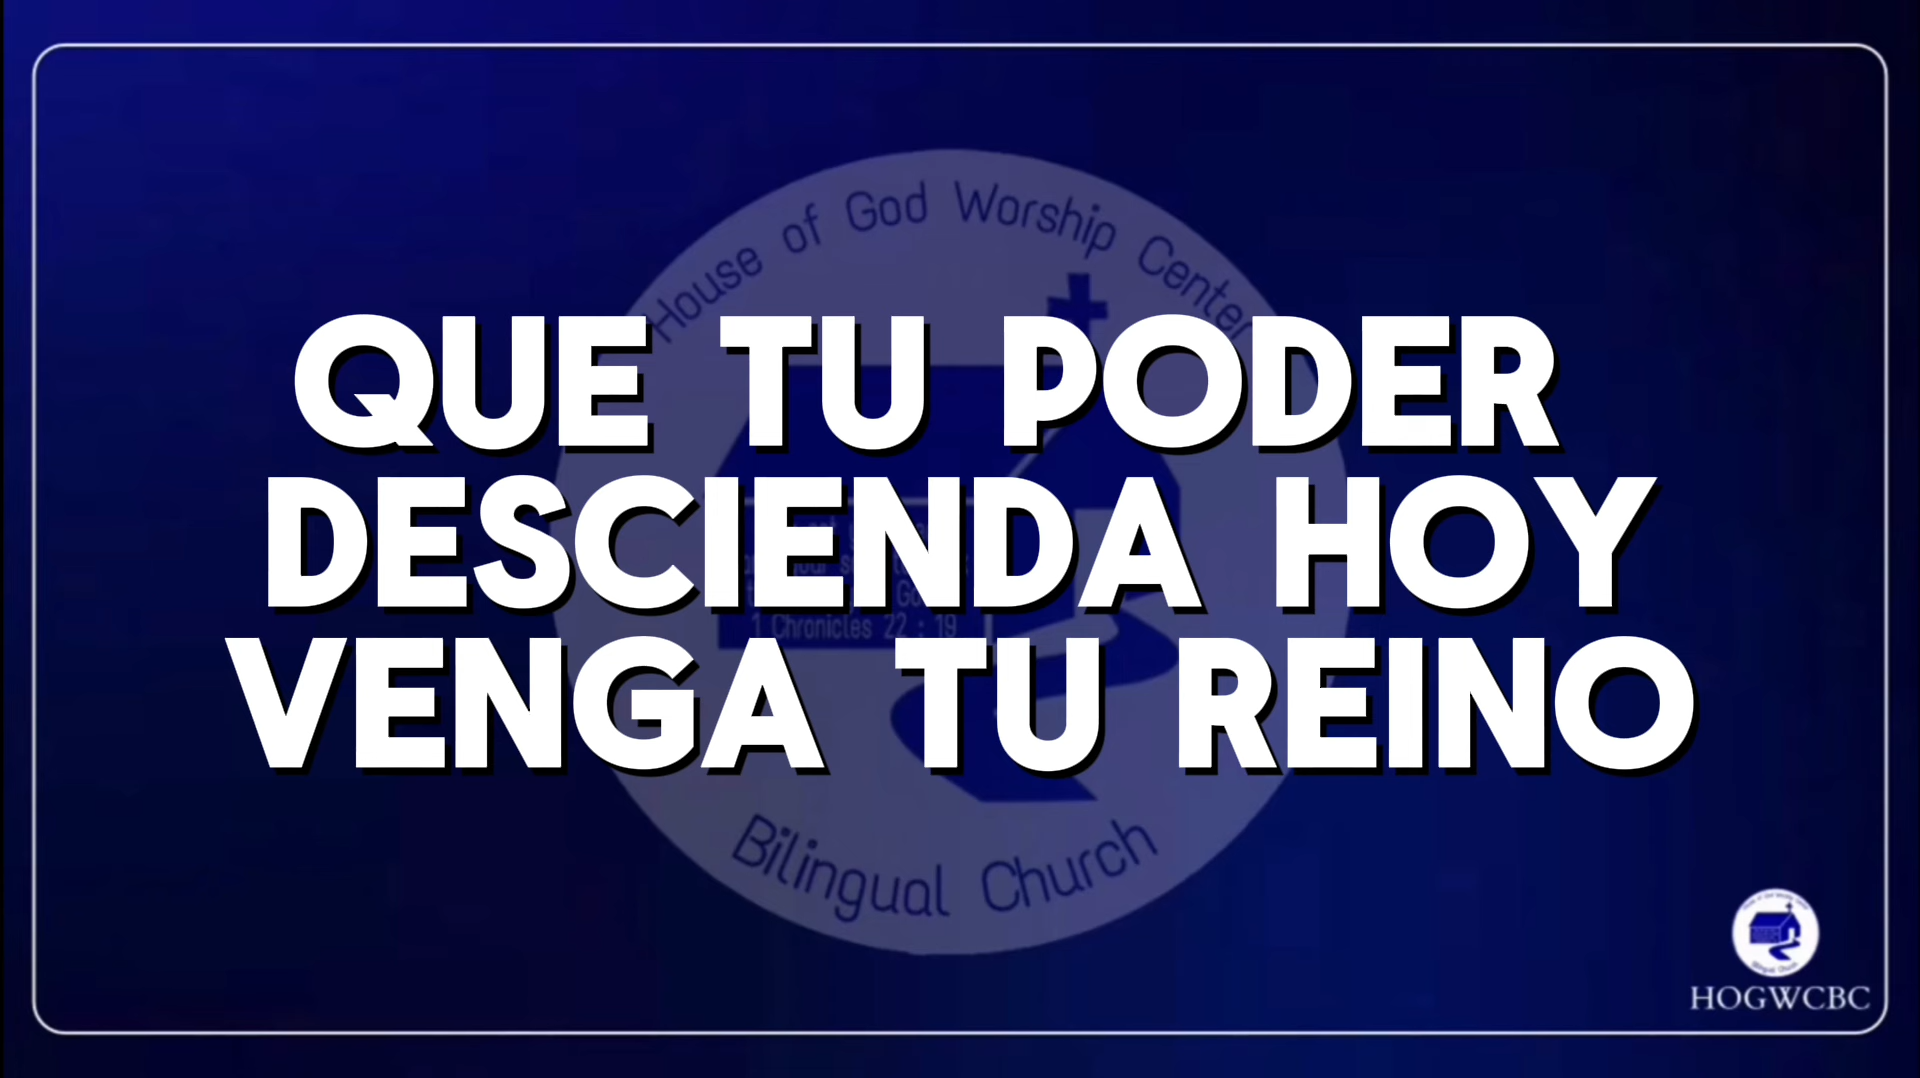 House of God Worship Center
QUE TU PODER
DESCIENDA HOY
VENGA TU REINO
1 Chronicles 22 : 19
Bilingual Church
HOGWCBC